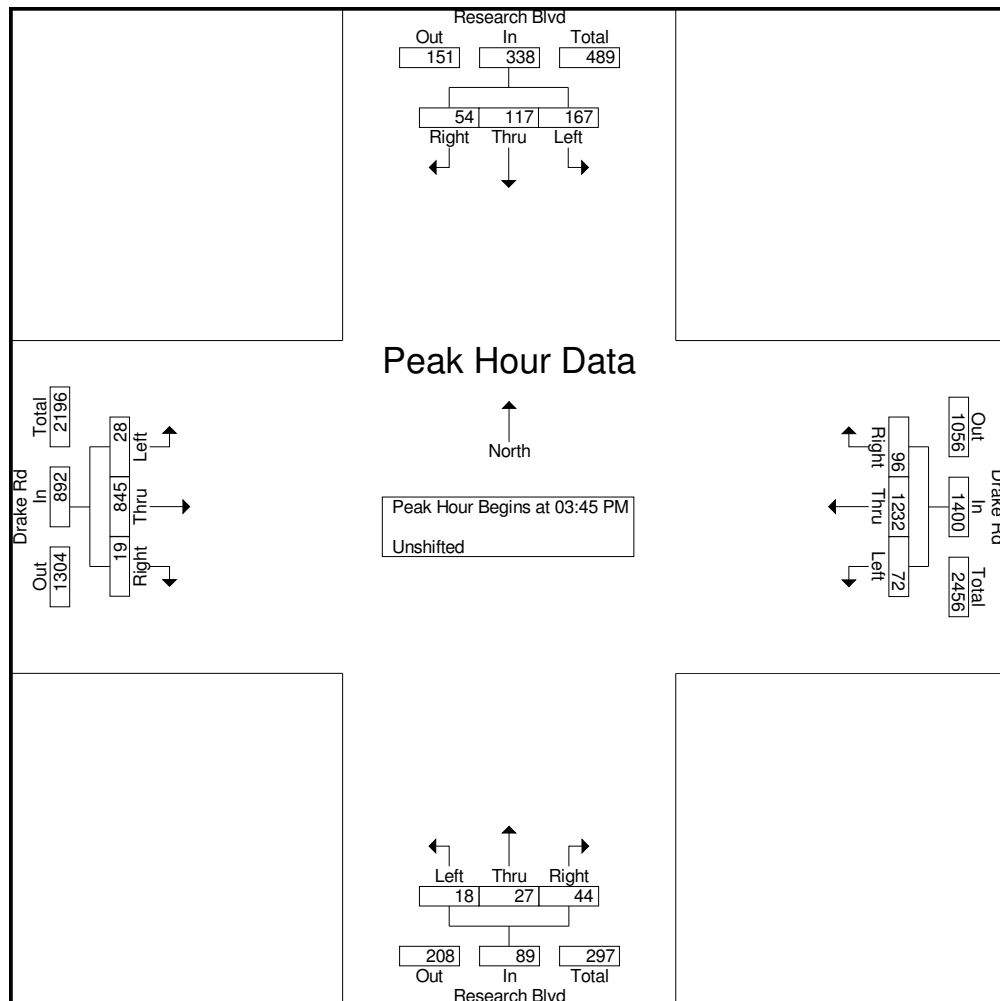 Research Blvd
Out In Total
151 338 489
54 117 167
Right Thru Left
Peak Hour Data
North
Peak Hour Begins at 03:45 PM
Unshifted
Drake Rd
Total In Out
2196 892 1304
28 845 19
Left Thru Right
Drake Rd
Out In Total
1056 1400 2456
96 1232 72
Right Thru Left
Left Thru Right
18 27 44
208 89 297
Out In Total
Research Blvd